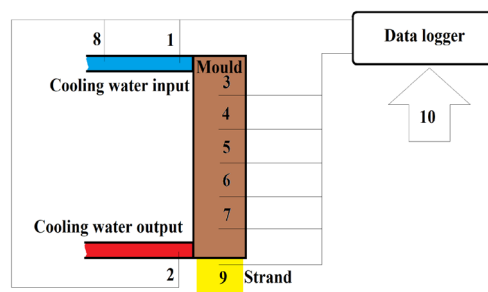 8
1
Data logger
Mould
Cooling water input
3
4
10
5
6
7
Cooling water output
2
9 Strand